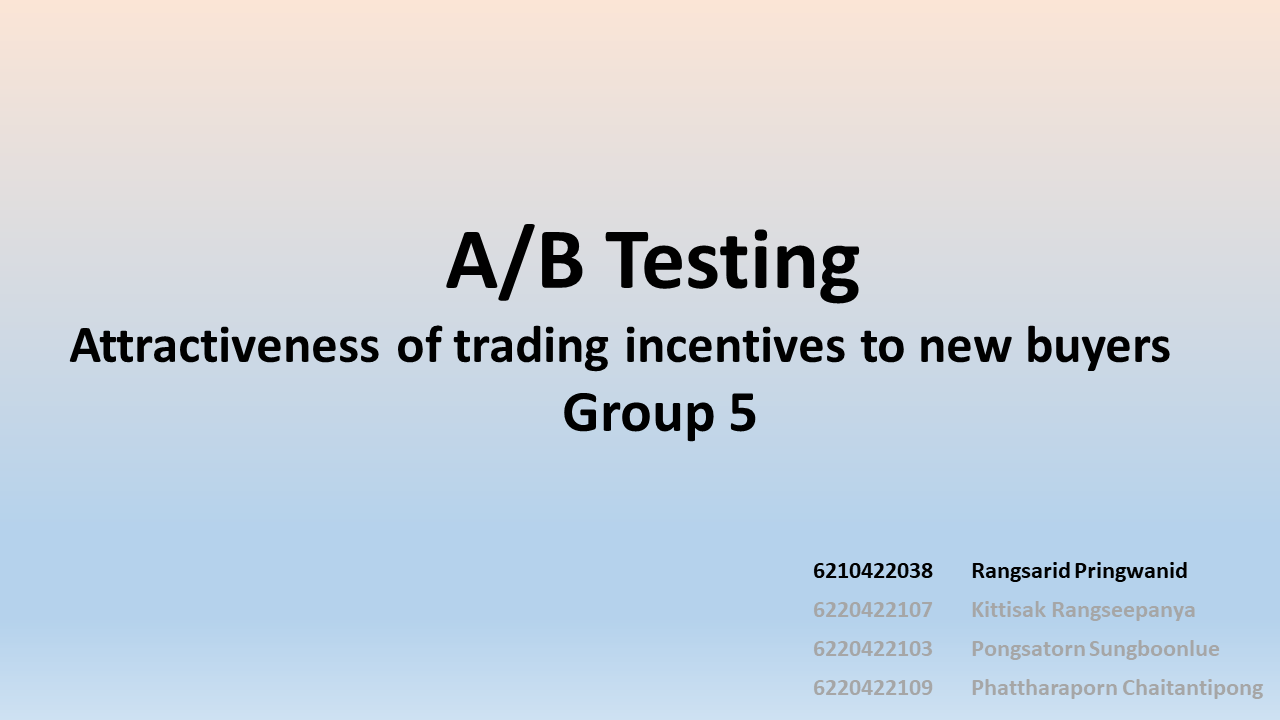 A/B Testing
Attractiveness of trading incentives to new buyers
Group 5
6210422038 Rangsarid Pringwanid
6220422107 Kittisak Rangseepanya
6220422103 Pongsatorn Sungboonlue
6220422109 Phattharaporn Chaitantipong